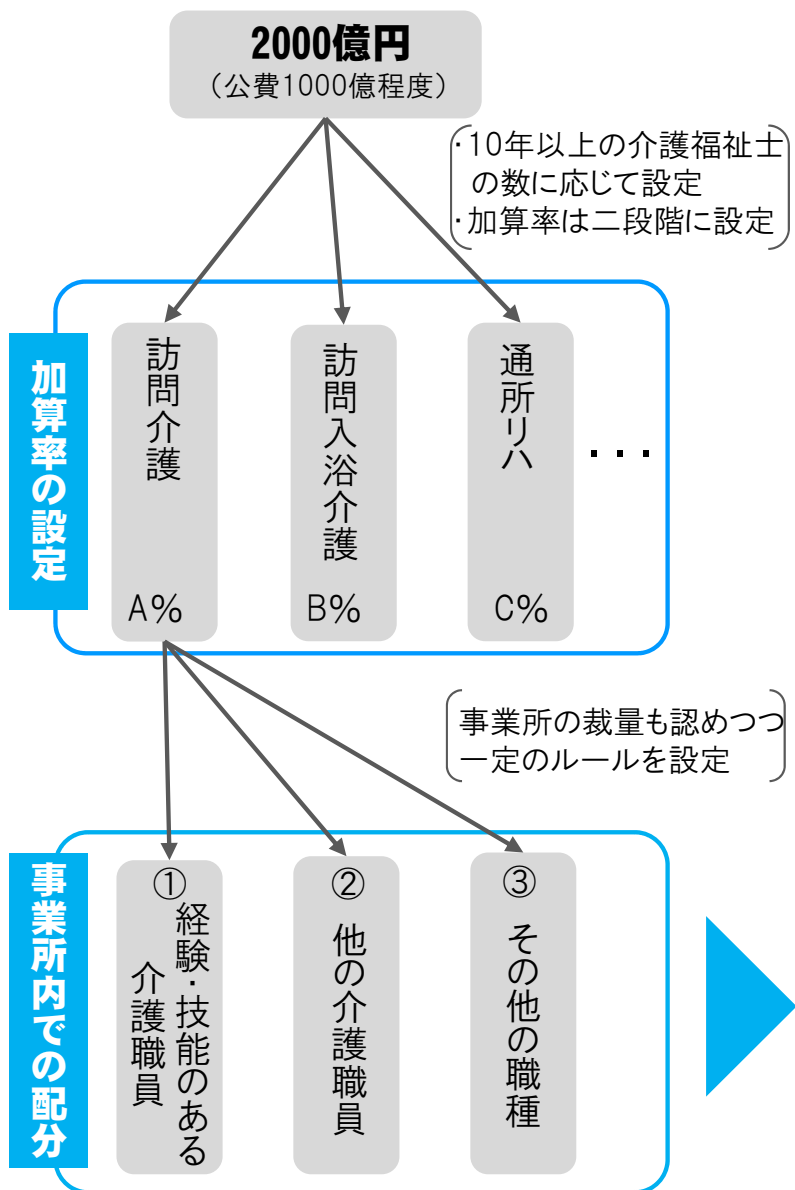 2000億円
（公費1000億程度）
・10年以上の介護福祉士
の数に応じて設定
・加算率は二段階に設定
加算率の設定
訪問介護
A%
訪問入浴介護
B%
通所リハ
C%
・・・
事業所の裁量も認めつつ
一定のルールを設定
事業所内での配分
①
経験・技能のある
介護職員
②
他の介護職員
③
その他の職種